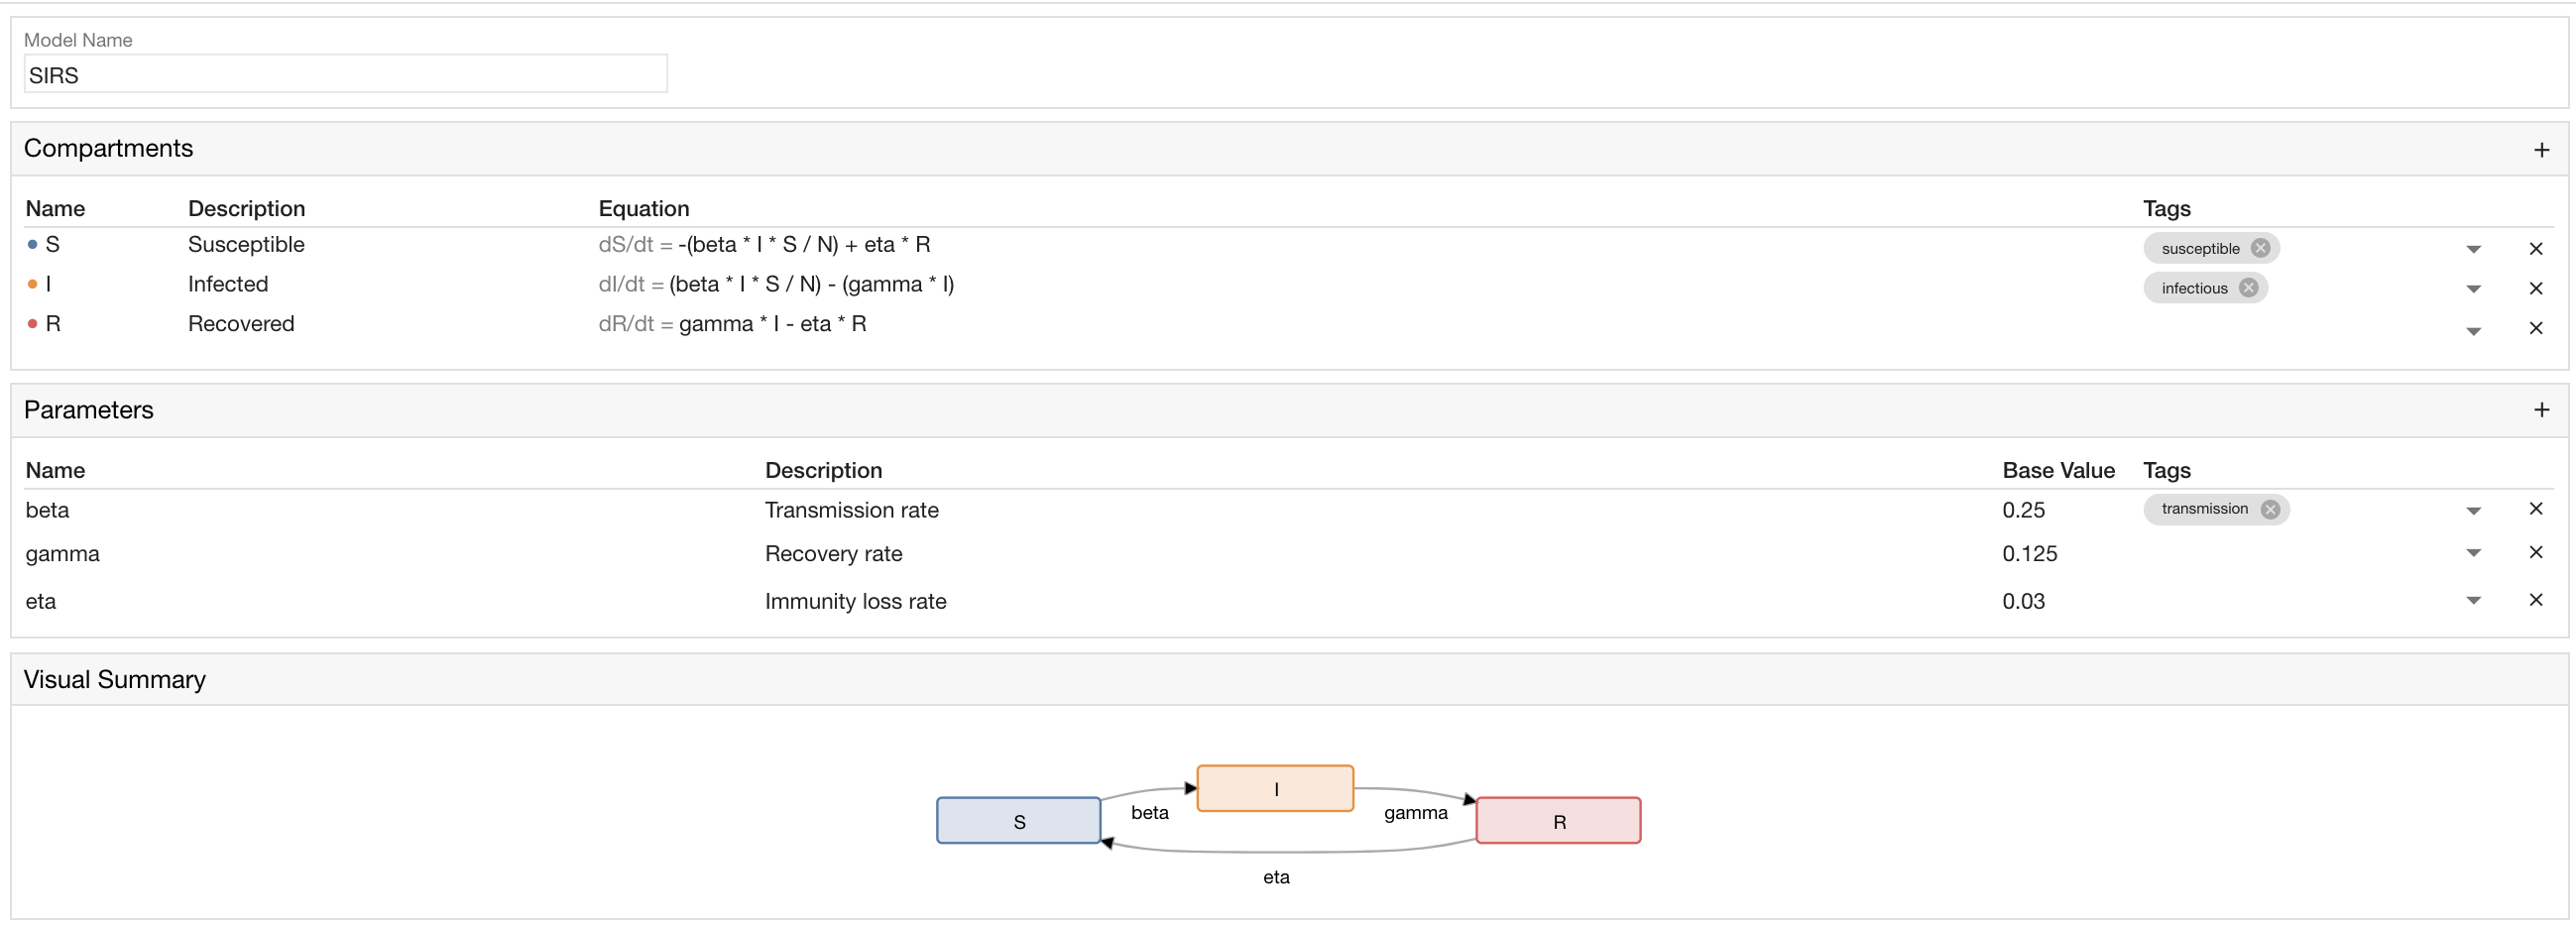 Model Name
SIRS
Compartments +
Name Description Equation Tags
S Susceptible dS/dt = -(beta * I * S / N) + eta * R susceptible
I Infected dI/dt = (beta * I * S / N) - (gamma * I) infectious
R Recovered dR/dt = gamma * I - eta * R
Parameters +
Name Description Base Value Tags
beta Transmission rate 0.25 transmission
gamma Recovery rate 0.125
eta Immunity loss rate 0.03
Visual Summary
I
beta gamma
S R
eta